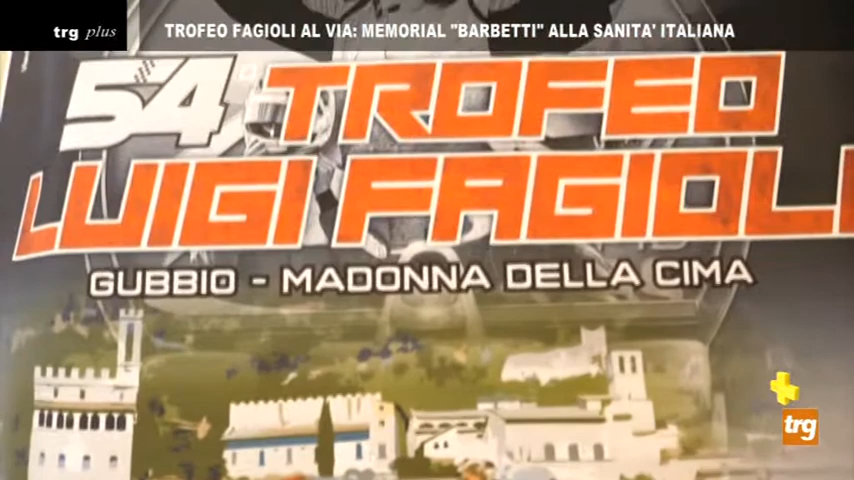 trg plus
TROFEO FAGIOLI AL VIA: MEMORIAL "BARBETTI" ALLA SANITA' ITALIANA
54° TROFEO
LUIGI FAGIOLI
GUBBIO - MADONNA DELLA CIMA
trg